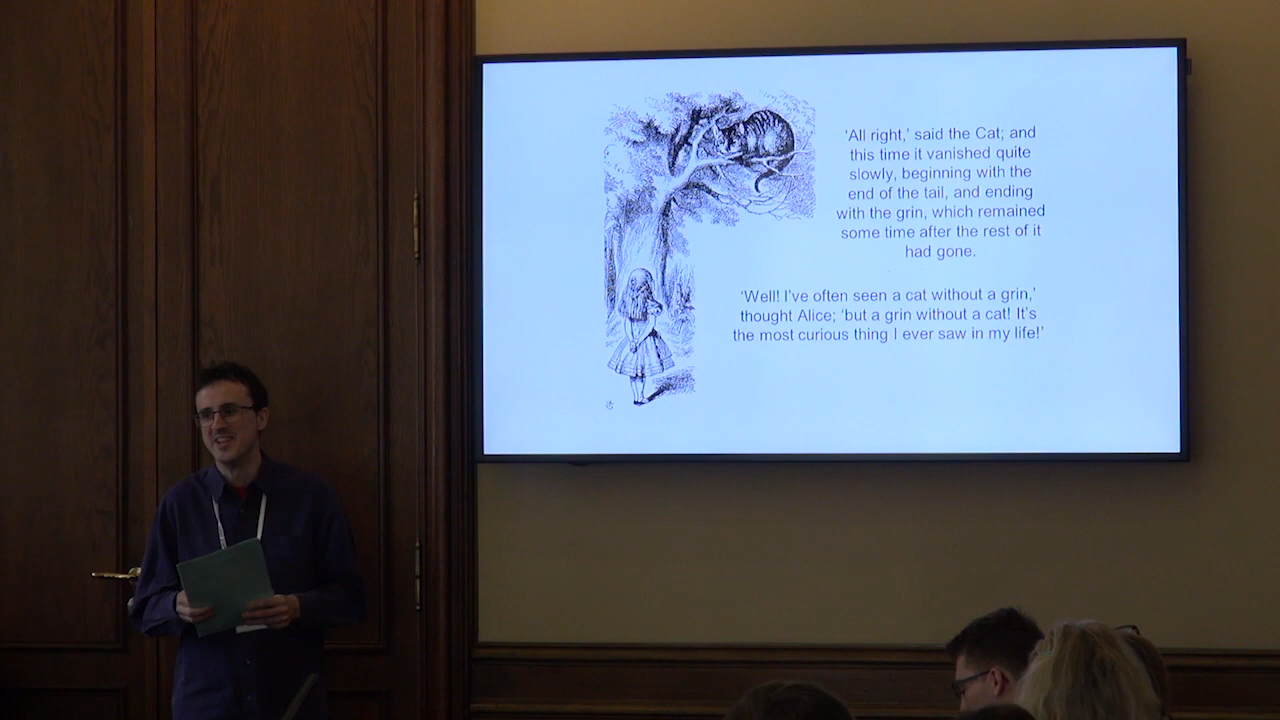 ‘All right,’ said the Cat; and
this time it vanished quite
slowly, beginning with the
end of the tail, and ending
with the grin, which remained
some time after the rest of it
had gone.
‘Well! I’ve often seen a cat without a grin,’
thought Alice; ‘but a grin without a cat! It’s
the most curious thing I ever saw in my life!’